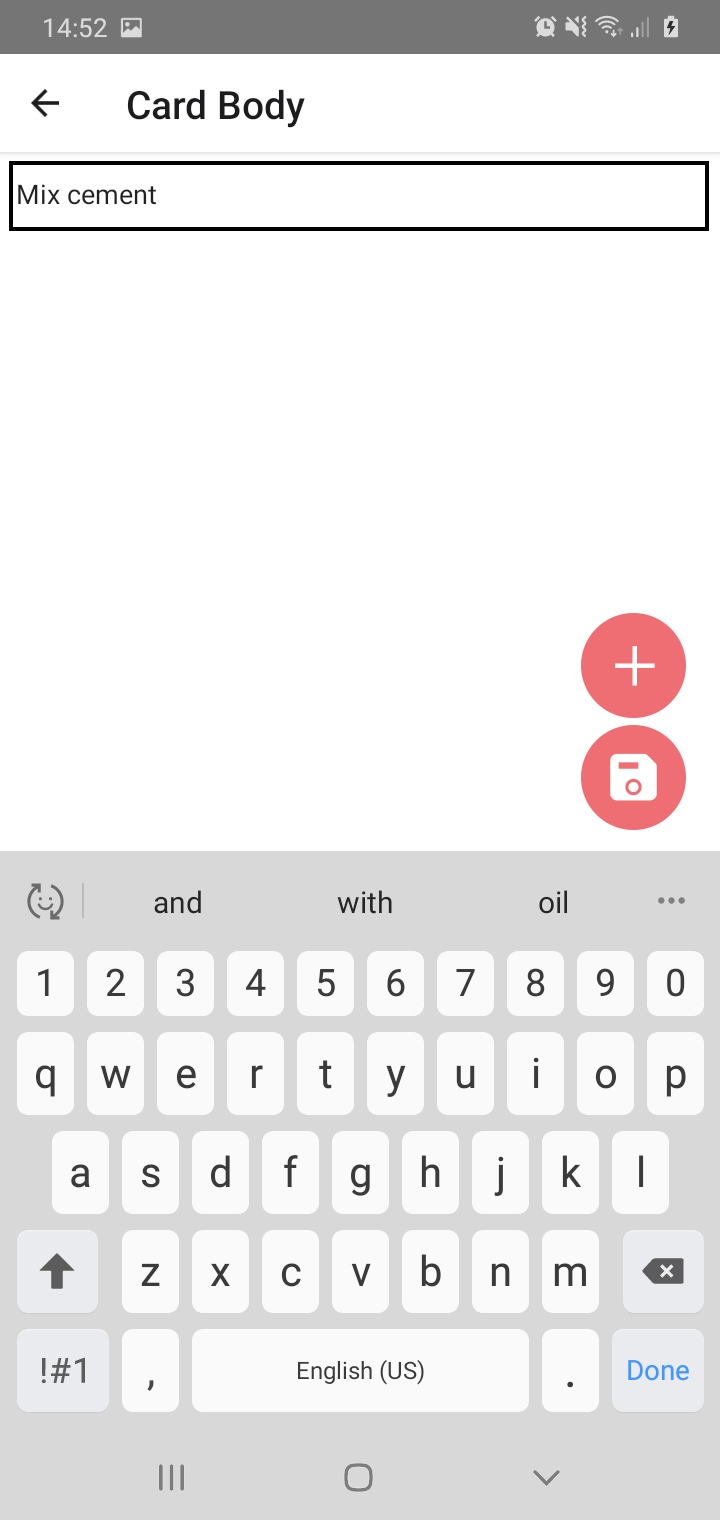 14:52
Card Body
Mix cement
and with oil
1 2 3 4 5 6 7 8 9 0
q w e r t y u i o p
a s d f g h j k l
z x c v b n m
!#1 , English (US) . Done